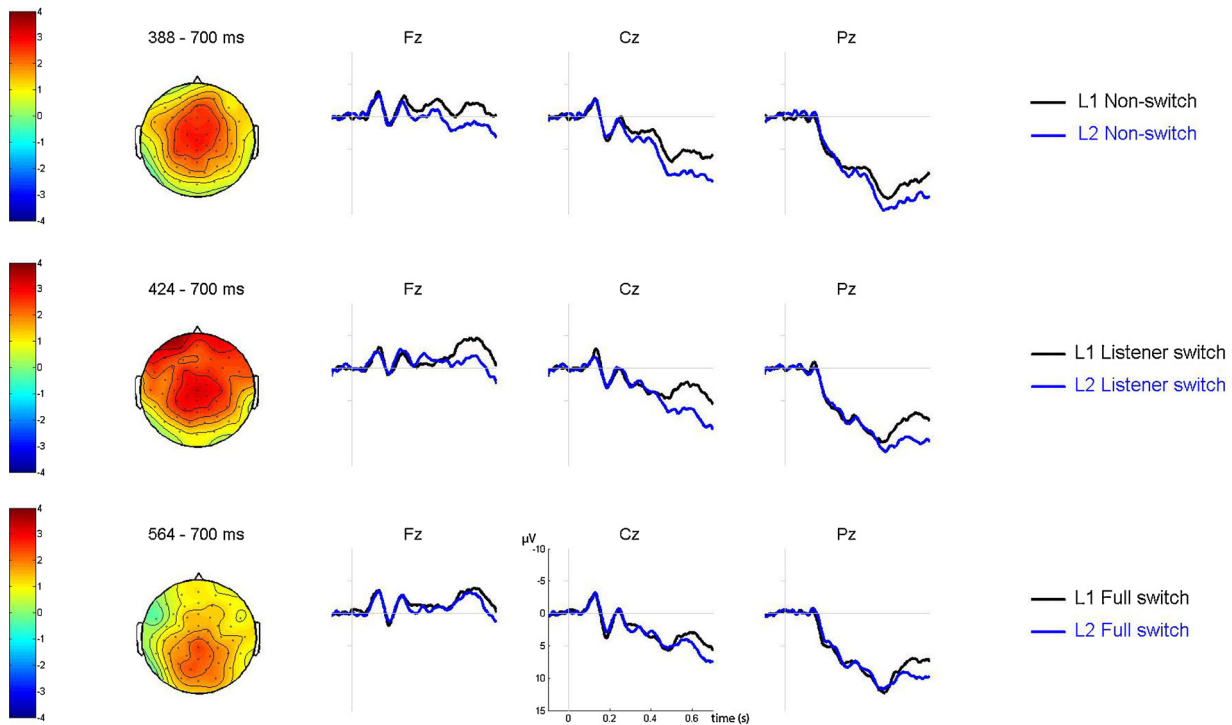 4
3
2
1
0
-1
-2
-3
-4
388 - 700 ms
Fz
Cz
Pz
L1 Non-switch
L2 Non-switch
4
3
2
1
0
-1
-2
-3
-4
424 - 700 ms
Fz
Cz
Pz
L1 Listener switch
L2 Listener switch
4
3
2
1
0
-1
-2
-3
-4
564 - 700 ms
Fz
µV
Cz
Pz
-10
-5
0
5
10
15
0
0.2
0.4
0.6
time (s)
L1 Full switch
L2 Full switch